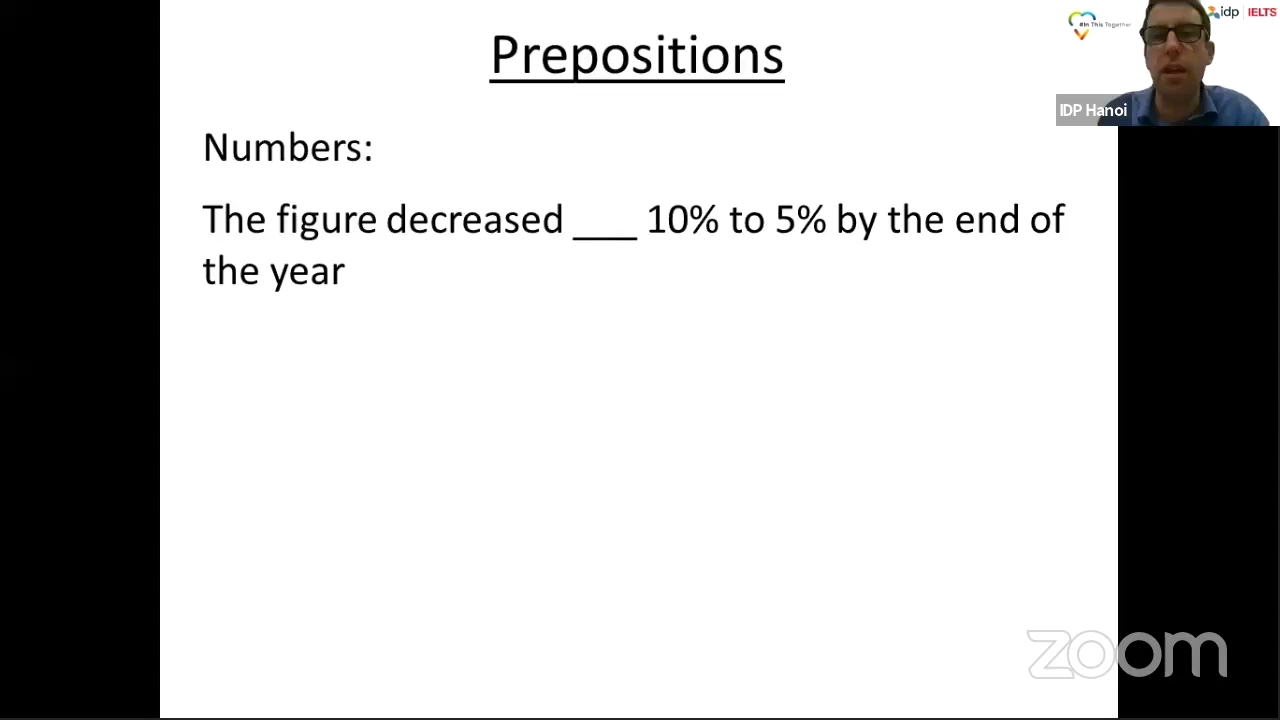 Prepositions
#In This Together
idp IELTS
IDP Hanoi
Numbers:
The figure decreased ___ 10% to 5% by the end of
the year
zoom